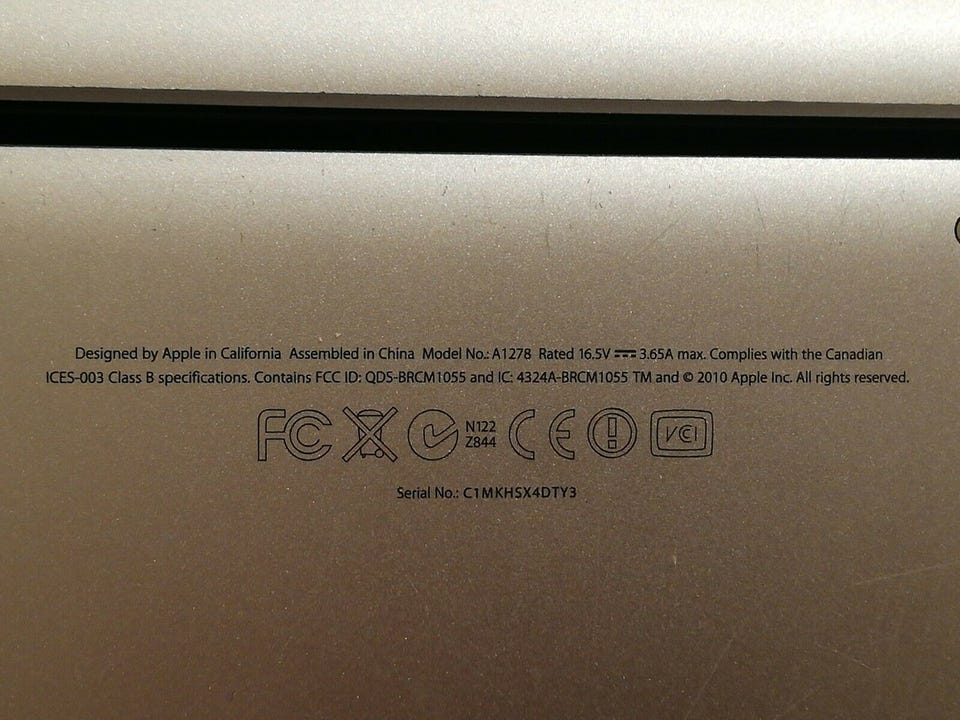 Designed by Apple in California Assembled in China Model No.: A1278 Rated 16.5V ⎓ 3.65A max. Complies with the Canadian
ICES-003 Class B specifications. Contains FCC ID: QDS-BRCM1055 and IC: 4324A-BRCM1055 TM and © 2010 Apple Inc. All rights reserved.
FC N122 CE VCI
Z844
Serial No.: C1MKHSX4DTY3